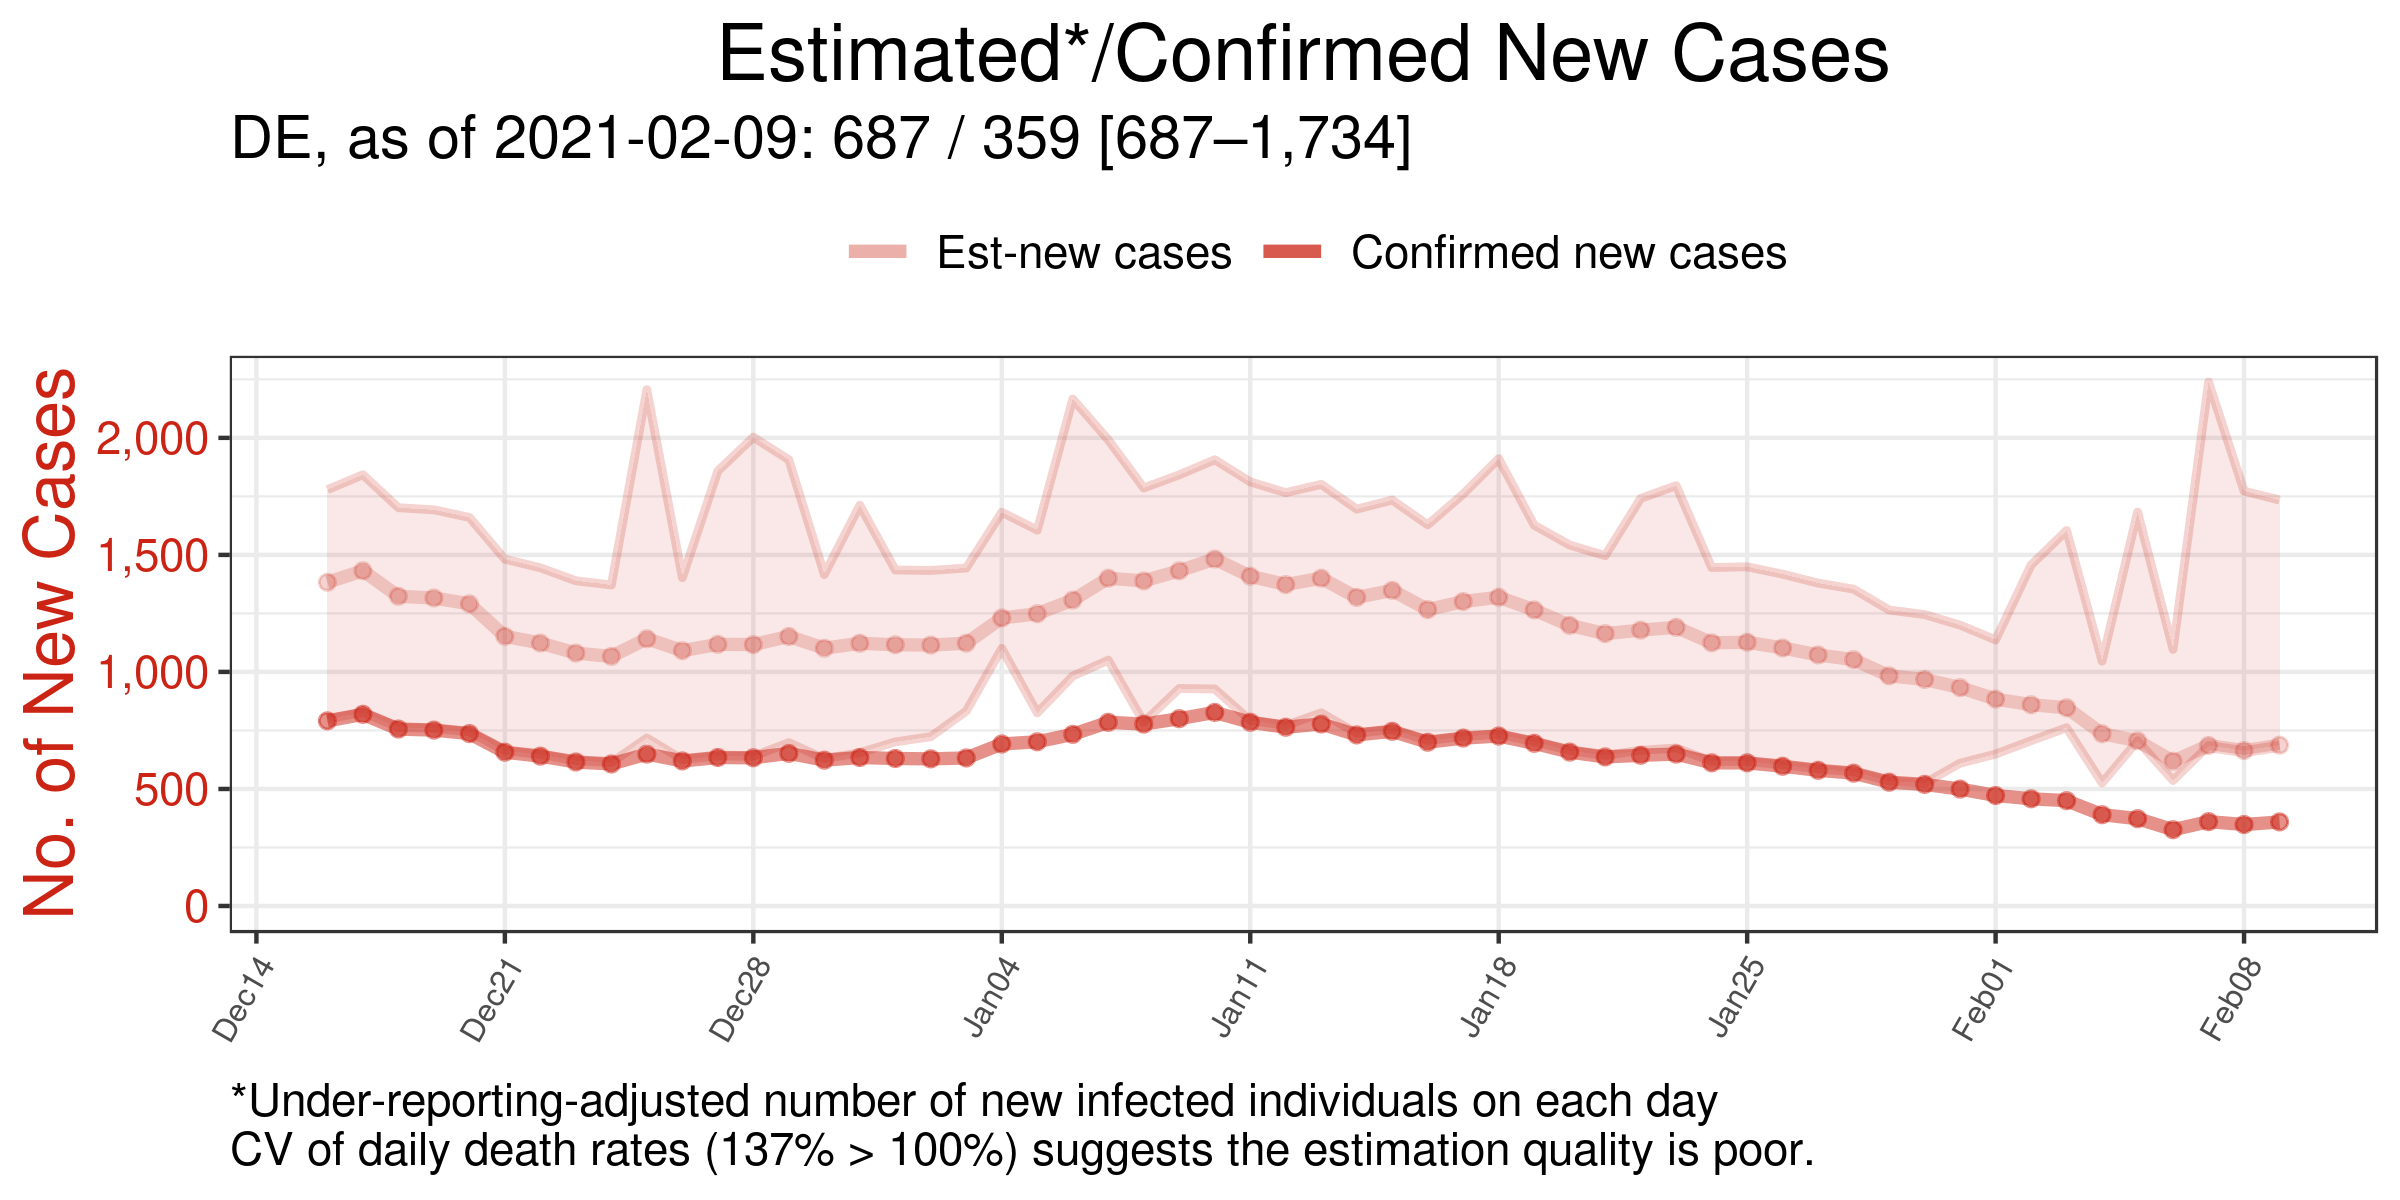 Estimated*/Confirmed New Cases
DE, as of 2021-02-09: 687 / 359 [687–1,734]
Est-new cases Confirmed new cases
No. of New Cases
2,000
1,500
1,000
500
0
Dec14 Dec21 Dec28 Jan04 Jan11 Jan18 Jan25 Feb01 Feb08
*Under-reporting-adjusted number of new infected individuals on each day
CV of daily death rates (137% > 100%) suggests the estimation quality is poor.